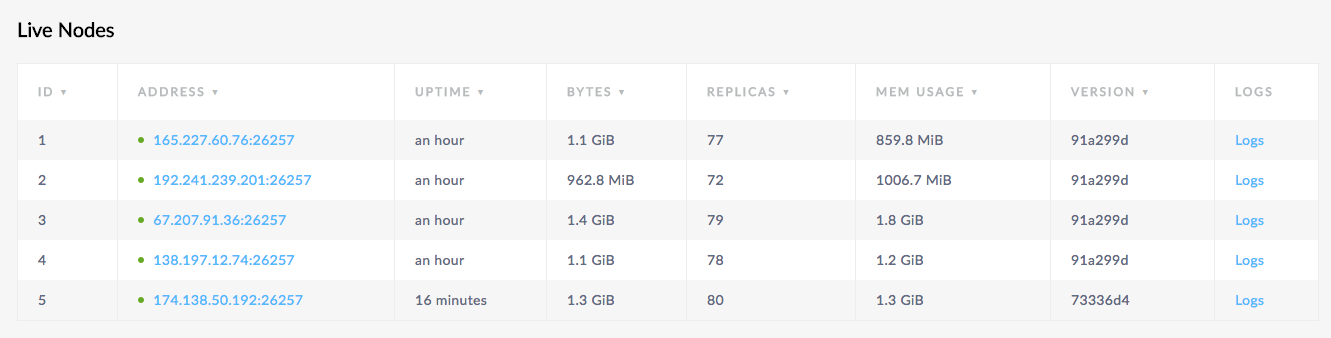 Live Nodes
ID ▼ ADDRESS ▼ UPTIME ▼ BYTES ▼ REPLICAS ▼ MEM USAGE ▼ VERSION ▼ LOGS
1 165.227.60.76:26257 an hour 1.1 GiB 77 859.8 MiB 91a299d Logs
2 192.241.239.201:26257 an hour 962.8 MiB 72 1006.7 MiB 91a299d Logs
3 67.207.91.36:26257 an hour 1.4 GiB 79 1.8 GiB 91a299d Logs
4 138.197.12.74:26257 an hour 1.1 GiB 78 1.2 GiB 91a299d Logs
5 174.138.50.192:26257 16 minutes 1.3 GiB 80 1.3 GiB 73336d4 Logs